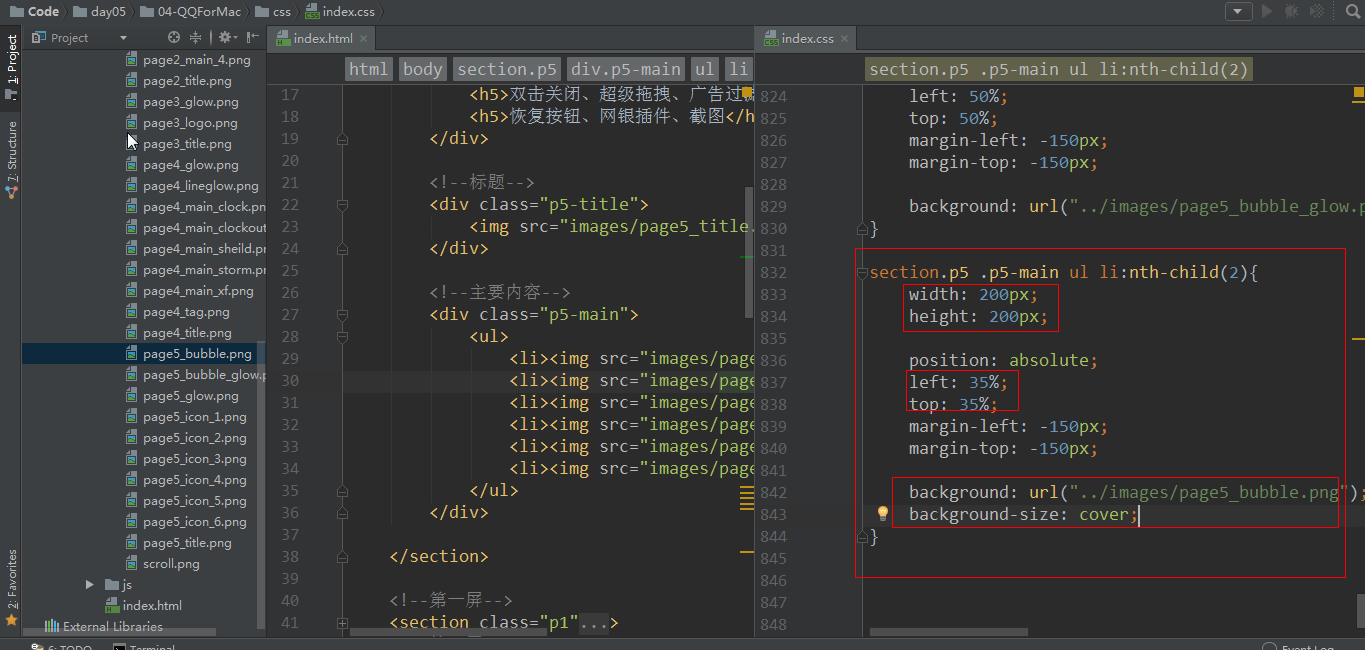 Code day05 04-QQForMac css index.css
1: Project
7: Structure
2: Favorites
Project
page2_main_4.png
page2_title.png
page3_glow.png
page3_logo.png
page3_title.png
page4_glow.png
page4_lineglow.png
page4_main_clock.pn
page4_main_clockout
page4_main_sheild.pr
page4_main_storm.pr
page4_main_xf.png
page4_tag.png
page4_title.png
page5_bubble.png
page5_bubble_glow.p
page5_glow.png
page5_icon_1.png
page5_icon_2.png
page5_icon_3.png
page5_icon_4.png
page5_icon_5.png
page5_icon_6.png
page5_title.png
scroll.png
js
index.html
External Libraries
index.html
html body section.p5 div.p5-main ul li
17 <h5>双击关闭、超级拖拽、广告过
18 <h5>恢复按钮、网银插件、截图</h
19 </div>
20
21 <!--标题-->
22 <div class="p5-title">
23 <img src="images/page5_title.
24 </div>
25
26 <!--主要内容-->
27 <div class="p5-main">
28 <ul>
29 <li><img src="images/page
30 <li><img src="images/page
31 <li><img src="images/page
32 <li><img src="images/page
33 <li><img src="images/page
34 <li><img src="images/page
35 </ul>
36 </div>
37
38 </section>
39
40 <!--第一屏-->
41 <section class="p1"...>
index.css
section.p5 .p5-main ul li:nth-child(2)
824 left: 50%;
825 top: 50%;
826 margin-left: -150px;
827 margin-top: -150px;
828
829 background: url("../images/page5_bubble_glow.p
830 }
831
832 section.p5 .p5-main ul li:nth-child(2){
833 width: 200px;
834 height: 200px;
835
836 position: absolute;
837 left: 35%;
838 top: 35%;
839 margin-left: -150px;
840 margin-top: -150px;
841
842 background: url("../images/page5_bubble.png");
843 background-size: cover;
844 }
845
846
847
848
6: TODO Terminal Event Log